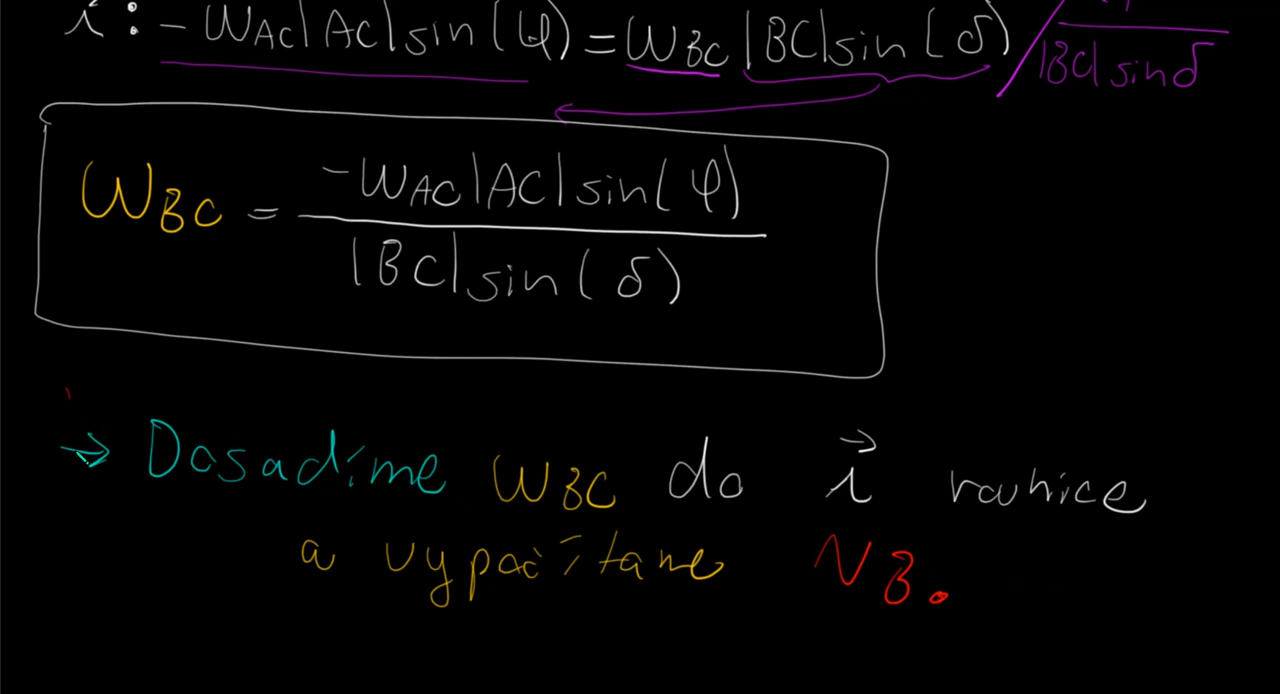 i: -ωAC|AC|sin(φ) = ωBC|BC|sin(δ) / |BC|sinδ
ωBC = -ωAC|AC|sin(φ)
|BC|sin(δ)
→ Dosadíme ωBC do i⃗ rovnice
a vypočítame VB.